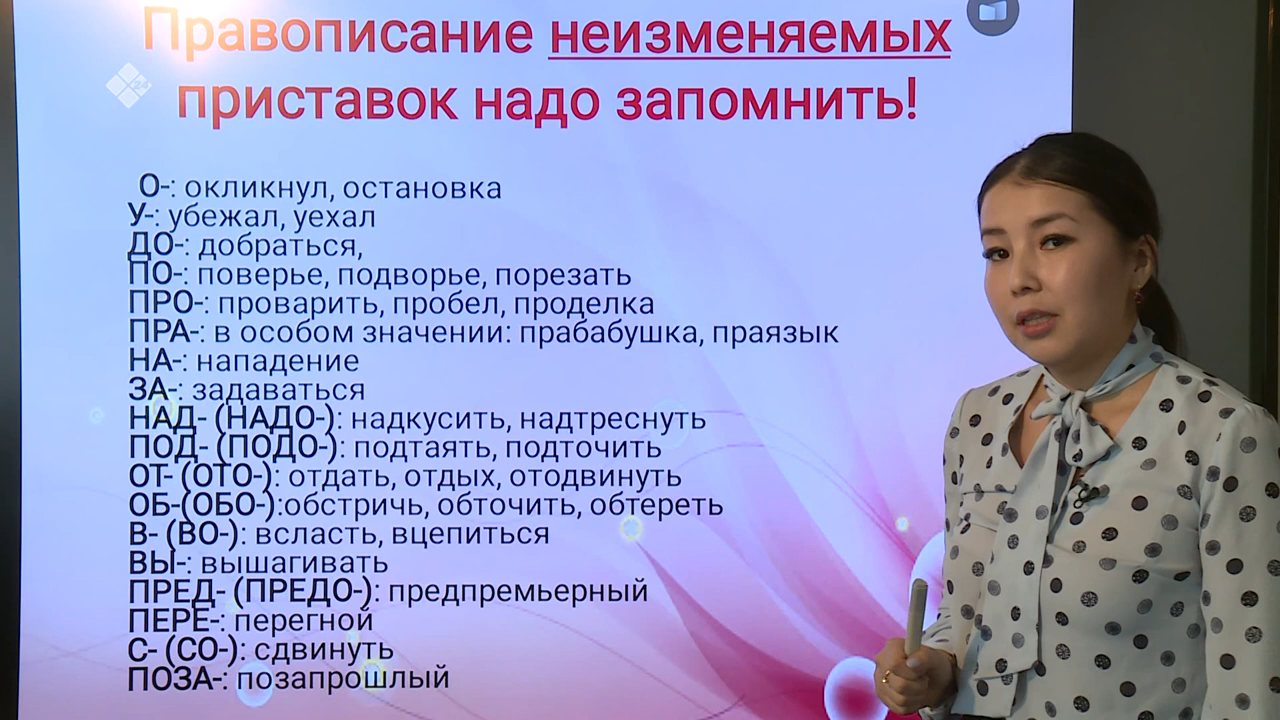 Правописание неизменяемых
приставок надо запомнить!
X24
О-: окликнул, остановка
У-: убежал, уехал
ДО-: добраться,
ПО-: поверье, подворье, порезать
ПРО-: проварить, пробел, проделка
ПРА-: в особом значении: прабабушка, праязык
НА-: нападение
ЗА-: задаваться
НАД- (НАДО-): надкусить, надтреснуть
ПОД- (ПОДО-): подтаять, подточить
ОТ- (ОТО-): отдать, отдых, отодвинуть
ОБ-(ОБО-):обстричь, обточить, обтереть
В- (ВО-): всласть, вцепиться
ВЫ-: вышагивать
ПРЕД- (ПРЕДО-): предпремьерный
ПЕРЕ-: перегной
С- (СО-): сдвинуть
ПОЗА-: позапрошлый